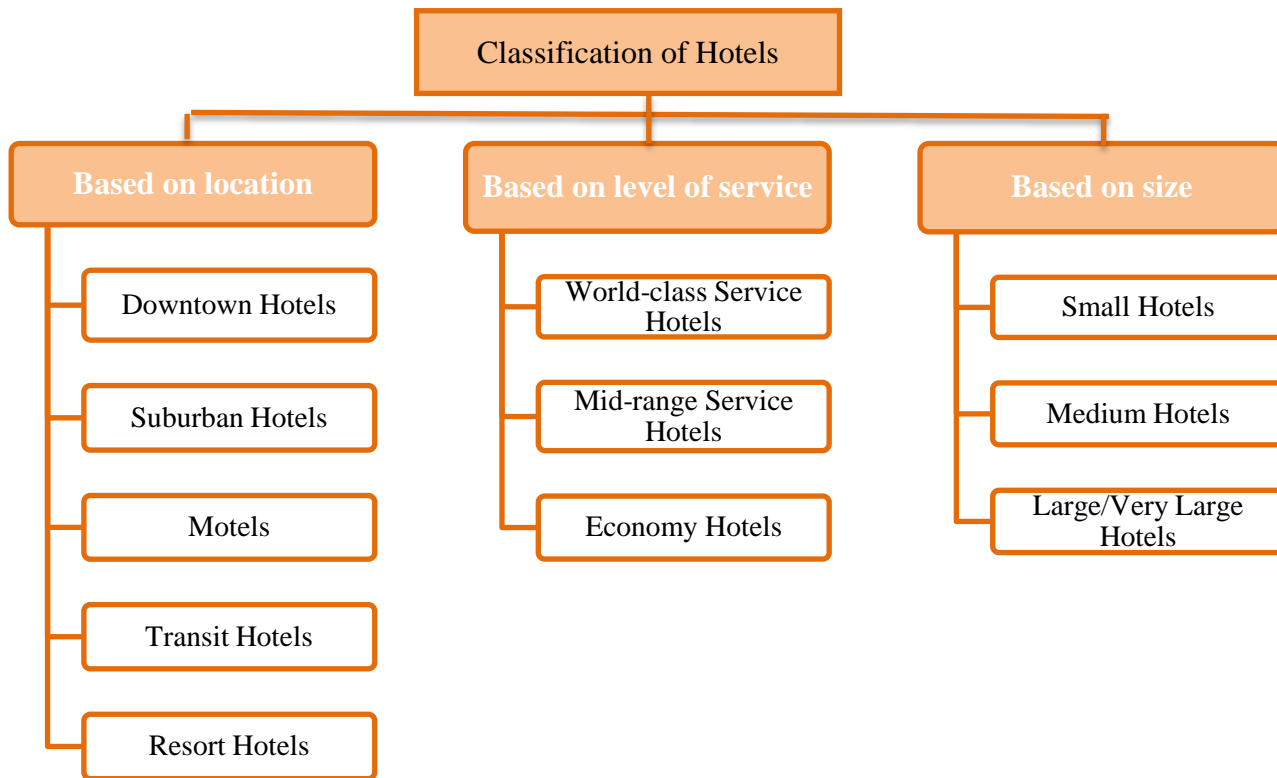 Classification of Hotels
Based on location
Downtown Hotels
Suburban Hotels
Motels
Transit Hotels
Resort Hotels
Based on level of service
World-class Service
Hotels
Mid-range Service
Hotels
Economy Hotels
Based on size
Small Hotels
Medium Hotels
Large/Very Large
Hotels